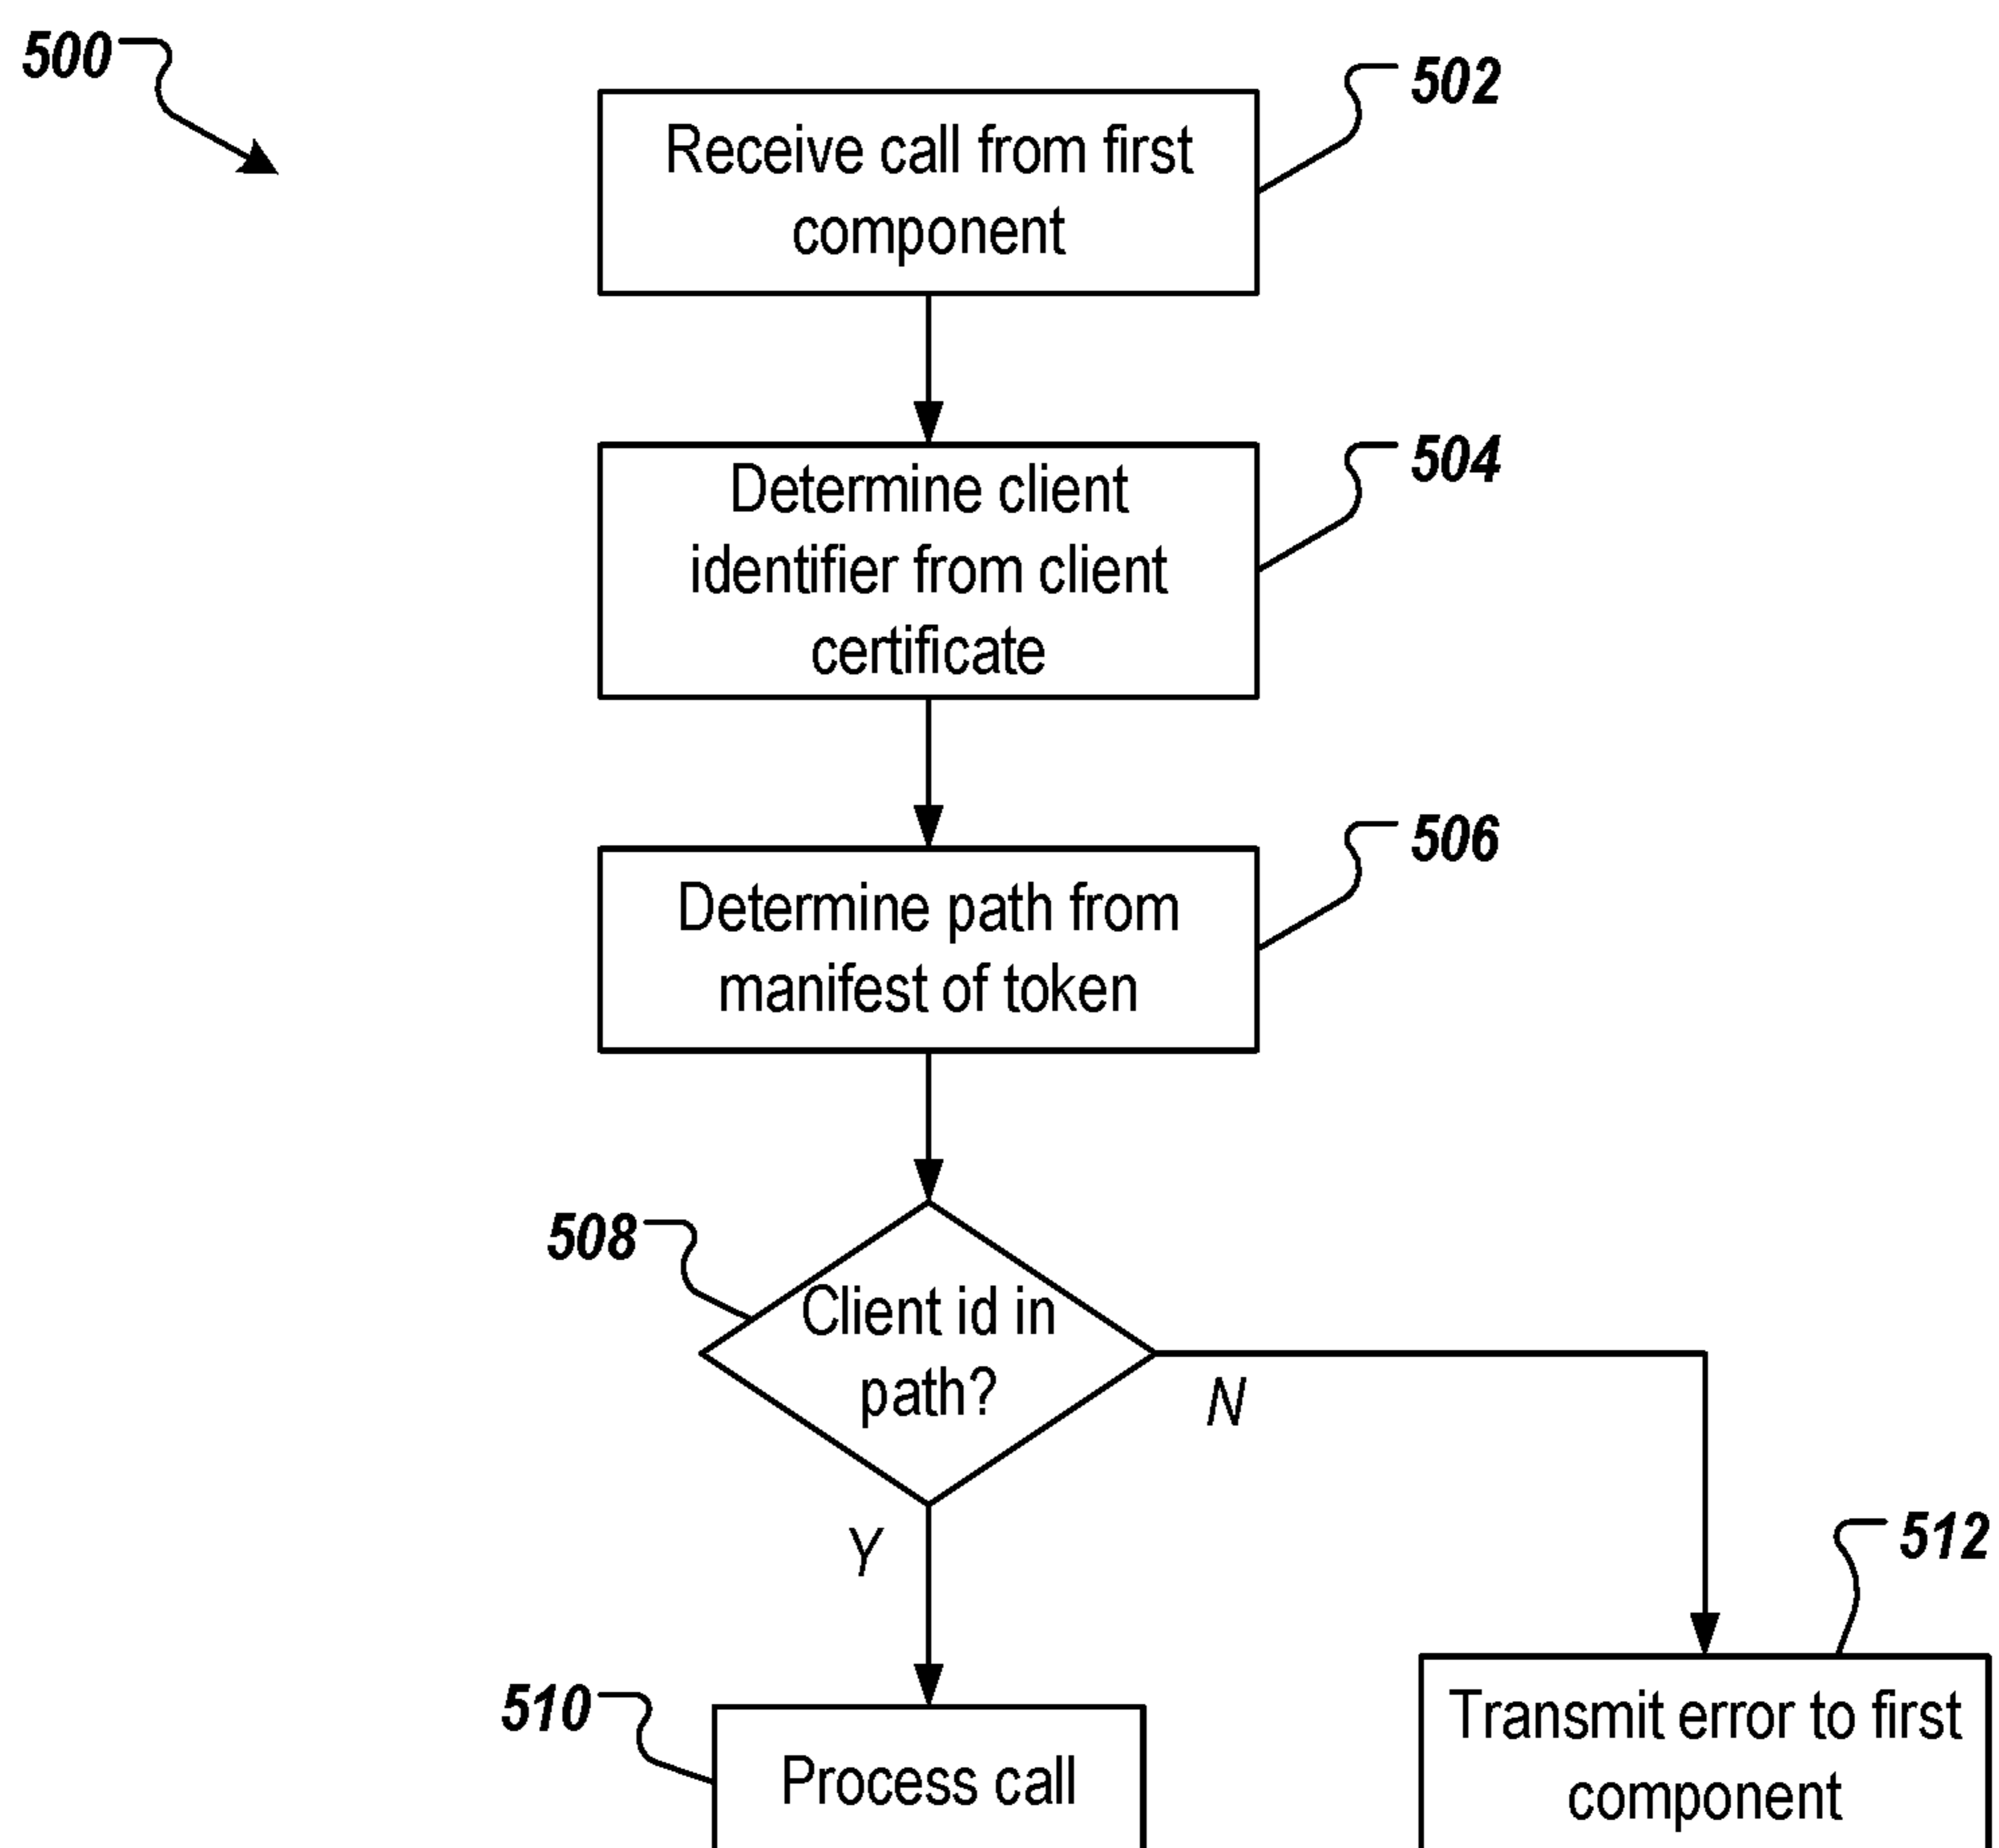 500
502
Receive call from first
component
504
Determine client
identifier from client
certificate
506
Determine path from
manifest of token
508
Client id in
path?
N
Y
512
510
Process call
Transmit error to first
component